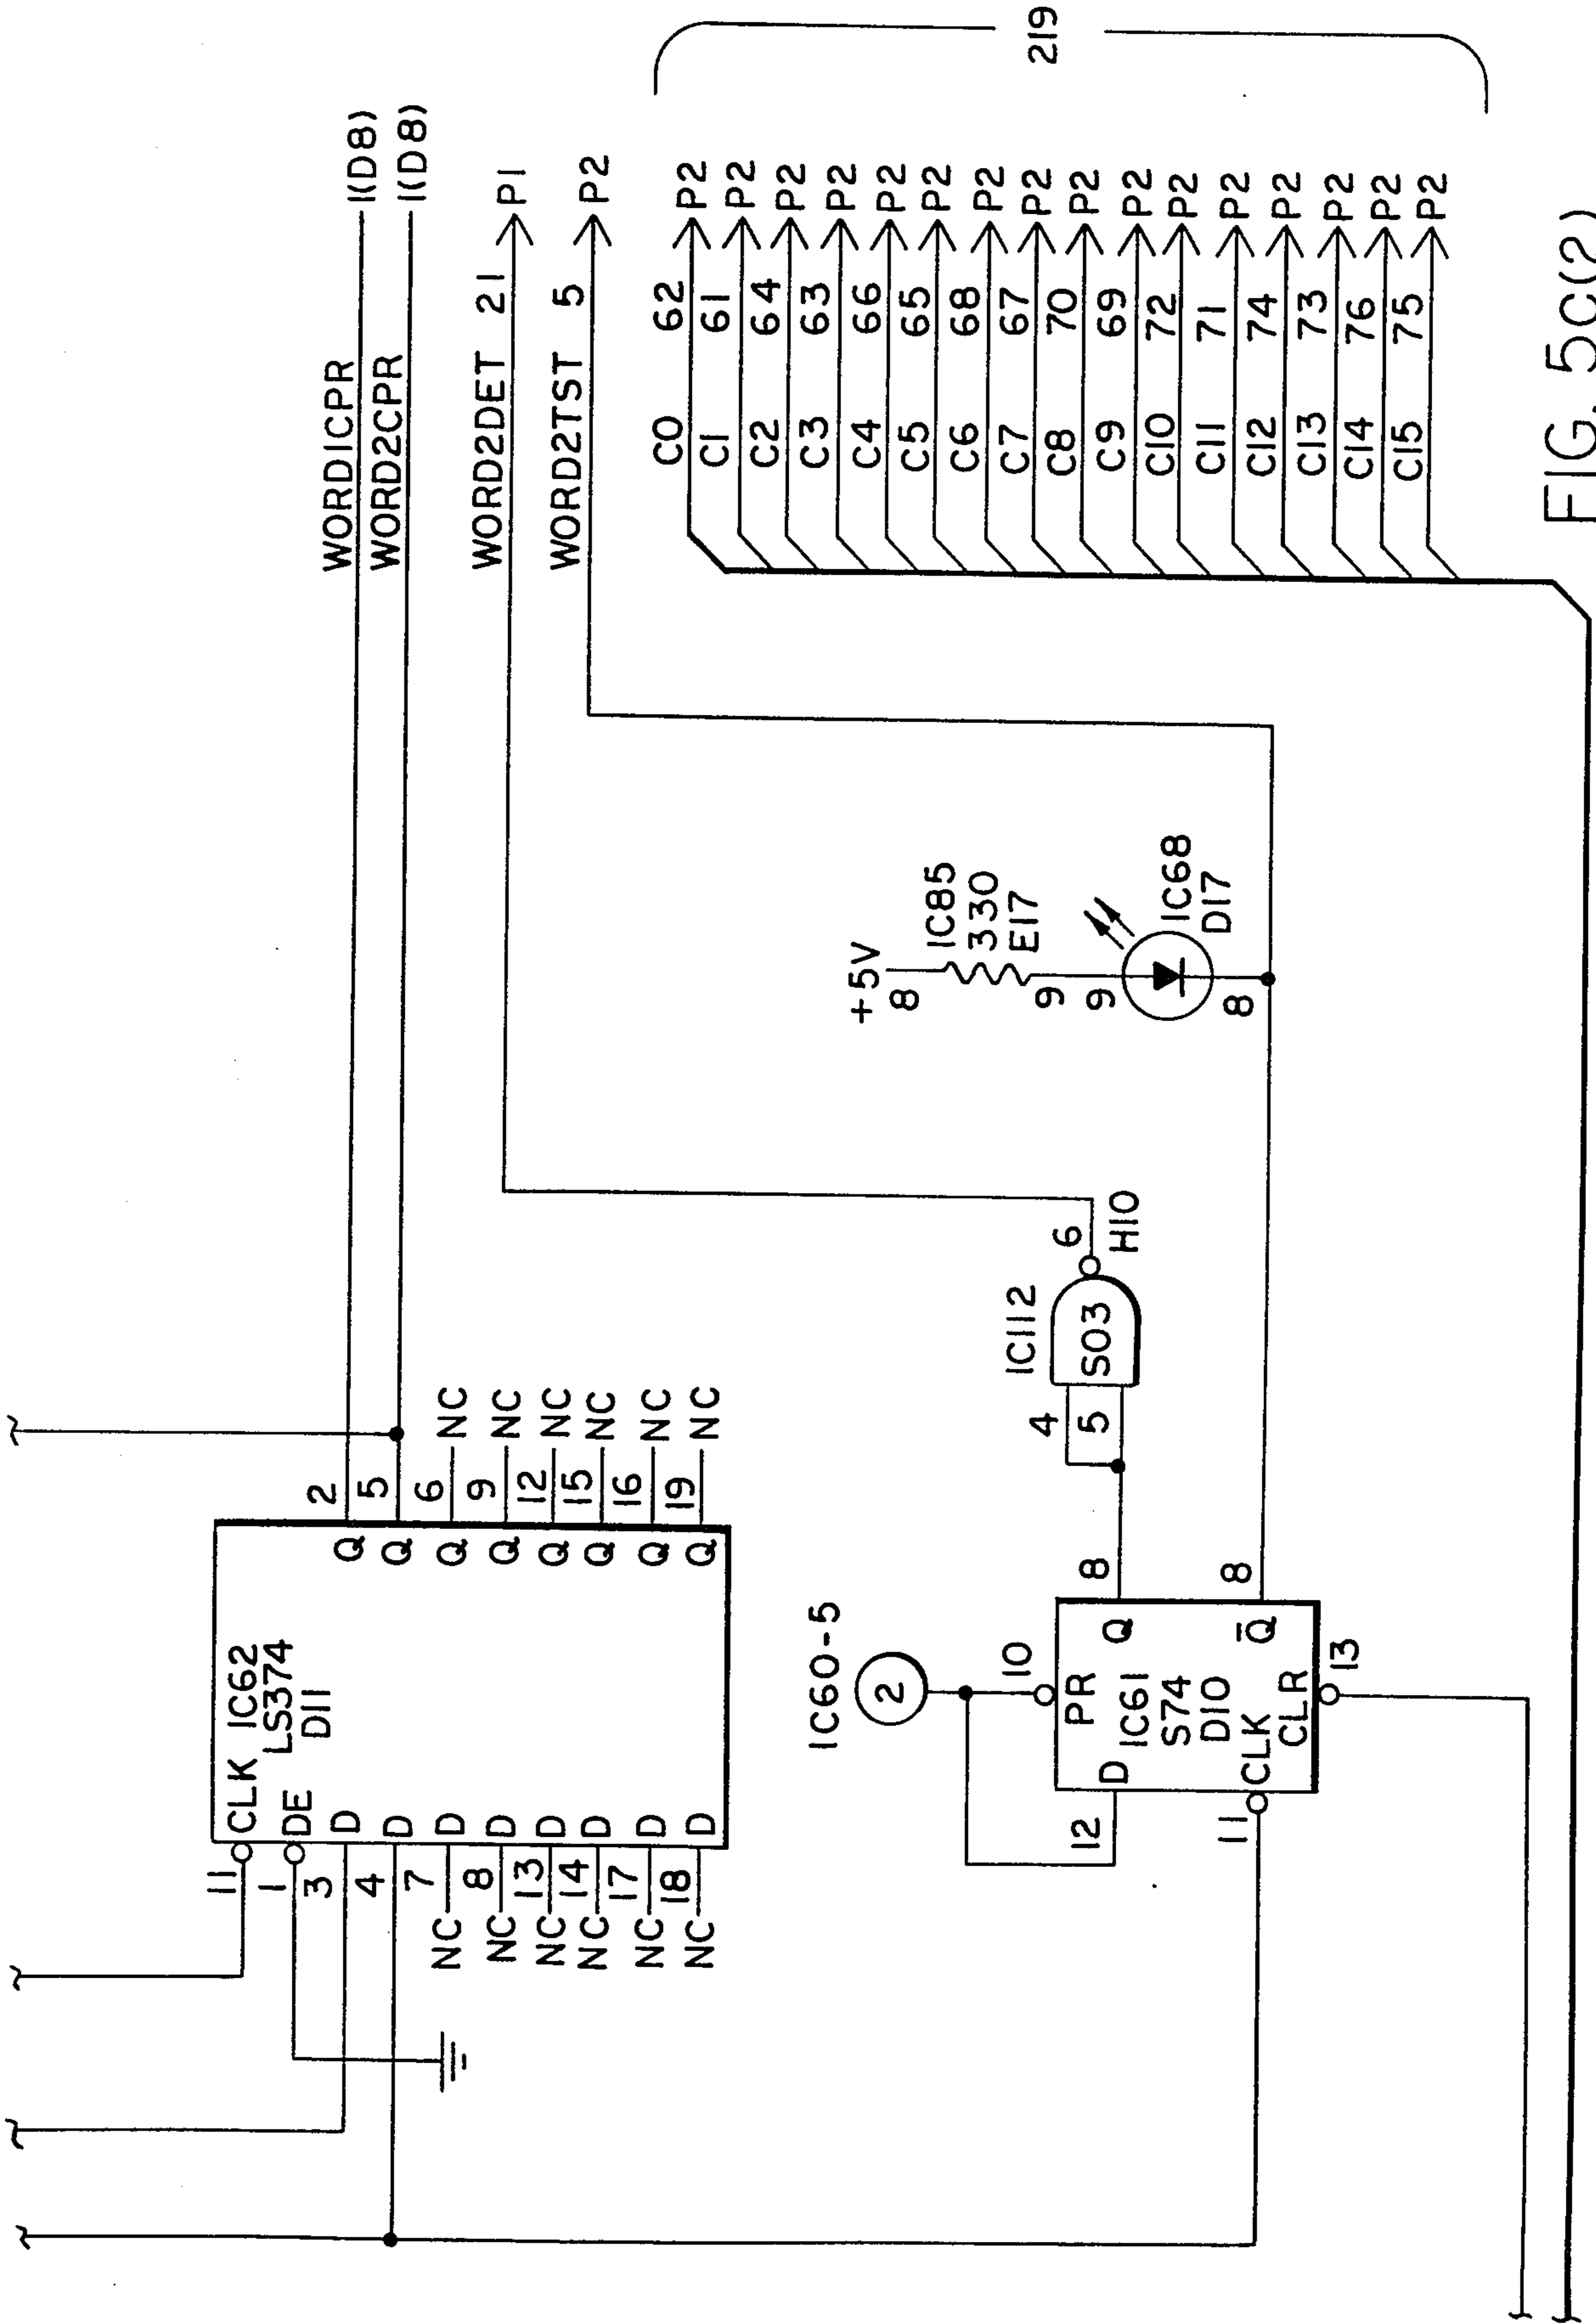 WORD1CPR 1(D8)
WORD2CPR 1(D8)
WORD2DET 21 P1
WORD2TST 5 P2
11 CLK IC62
LS374
D11
1 DE
3 D Q 2
4 D Q 5
NC 7 D Q 6 NC
NC 8 D Q 9 NC
NC 13 D Q 12 NC
NC 14 D Q 15 NC
NC 17 D Q 16 NC
NC 18 D Q 19 NC
C0 62 P2
C1 61 P2
C2 64 P2
C3 63 P2
C4 66 P2
C5 65 P2
C6 68 P2
C7 67 P2
C8 70 P2
C9 69 P2
C10 72 P2
C11 71 P2
C12 74 P2
C13 73 P2
C14 76 P2
C15 75 P2
219
IC60-5
2
10
PR
12 D Q 8
IC61
S74
D10
11 CLK Q̅ 8
CLR
13
IC112
4
5
S03
6
H10
+5V
8
IC85
330
E17
9
9
IC68
D17
8
FIG. 5c(2)